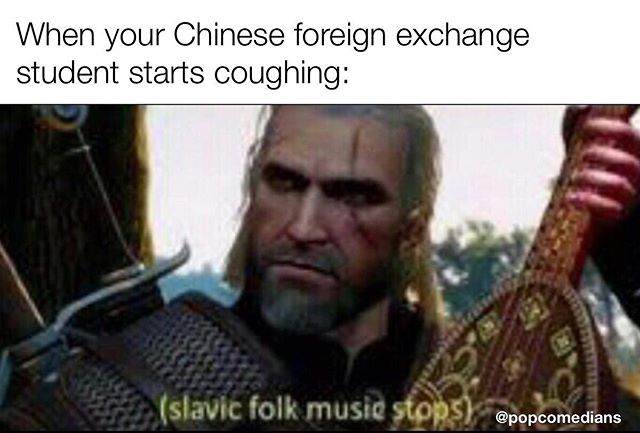 When your Chinese foreign exchange
student starts coughing:
(slavic folk music stops)
@popcomedians